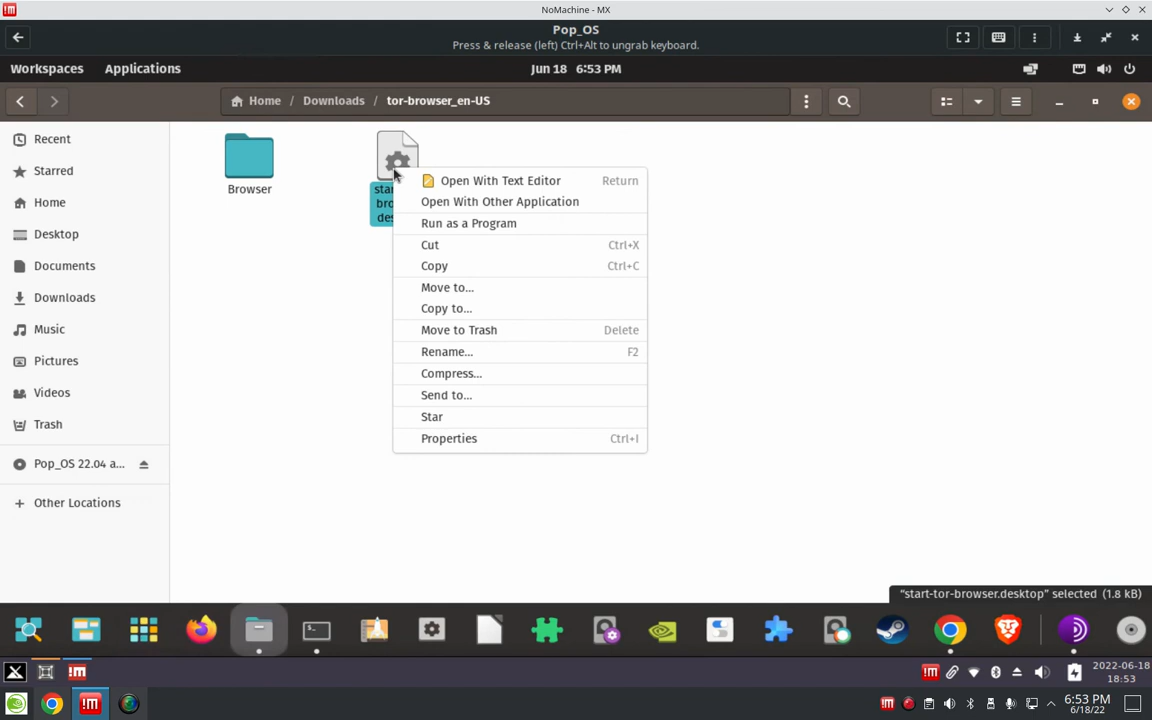 NoMachine - MX
Pop_OS
Press & release (left) Ctrl+Alt to ungrab keyboard.
Workspaces Applications Jun 18 6:53 PM
Home / Downloads / tor-browser_en-US
Recent
Starred
Home
Desktop
Documents
Downloads
Music
Pictures
Videos
Trash
Pop_OS 22.04 a...
+ Other Locations
Browser
Open With Text Editor Return
Open With Other Application
Run as a Program
Cut Ctrl+X
Copy Ctrl+C
Move to...
Copy to...
Move to Trash Delete
Rename... F2
Compress...
Send to...
Star
Properties Ctrl+I
"start-tor-browser.desktop" selected (1.8 kB)
2022-06-18
18:53
6:53 PM
6/18/22